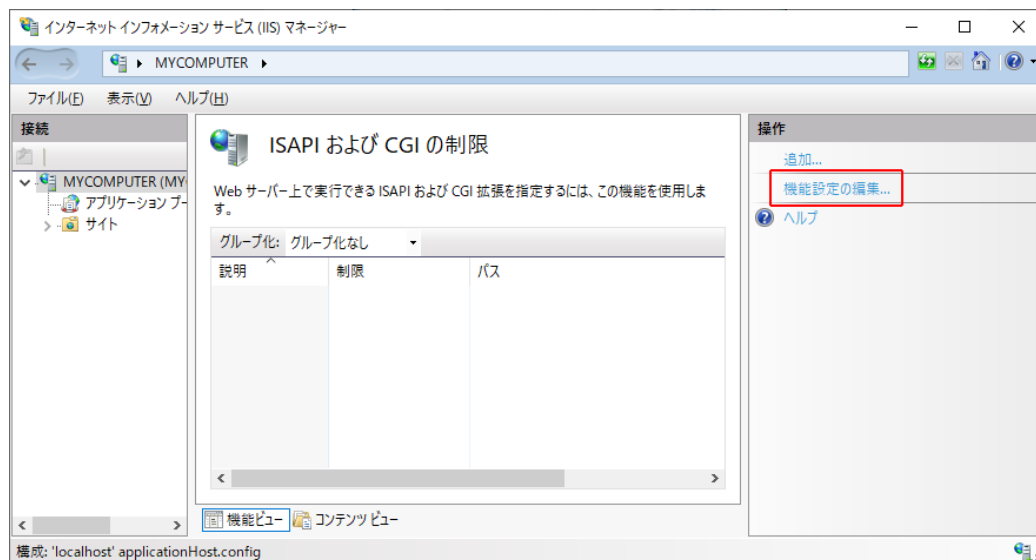 インターネット インフォメーション サービス (IIS) マネージャー
MYCOMPUTER
ファイル(F) 表示(V) ヘルプ(H)
接続
MYCOMPUTER (MY
アプリケーション プー
サイト
ISAPI および CGI の制限
Web サーバー上で実行できる ISAPI および CGI 拡張を指定するには、この機能を使用しま
す。
グループ化: グループ化なし
説明 制限 パス
機能ビュー コンテンツ ビュー
操作
追加...
機能設定の編集...
ヘルプ
構成: 'localhost' applicationHost.config